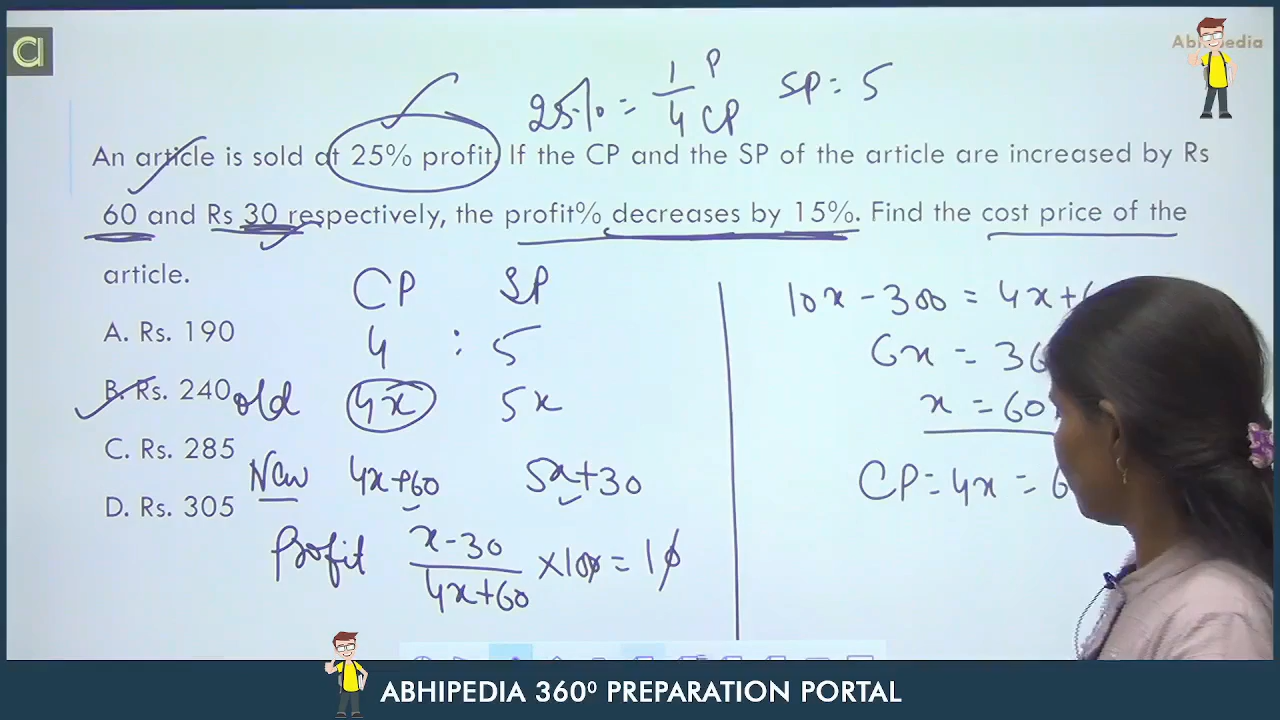 Abhipedia
25% = 1/4 P CP SP = 5
An article is sold at 25% profit. If the CP and the SP of the article are increased by Rs
60 and Rs 30 respectively, the profit% decreases by 15%. Find the cost price of the
article.
CP SP
A. Rs. 190
4 : 5
B. Rs. 240
old 4x 5x
C. Rs. 285
New 4x+60 5x+30
D. Rs. 305
Profit x-30/4x+60 ×100 = 10
10x - 300 = 4x+6
6x = 36
x = 60
CP = 4x = 6
ABHIPEDIA 360⁰ PREPARATION PORTAL